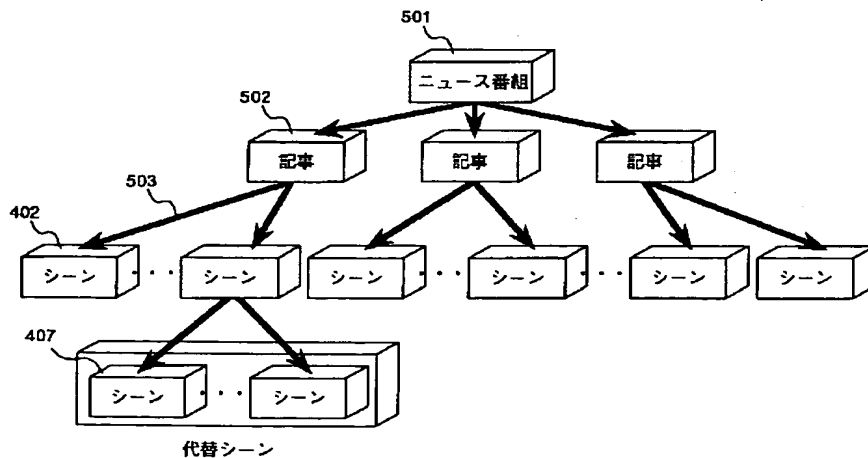 501
ニュース番組
502
記事
記事
記事
503
402
シーン ・・ シーン シーン ・・ シーン ・・ シーン シーン
407
シーン ・・ シーン
代替シーン